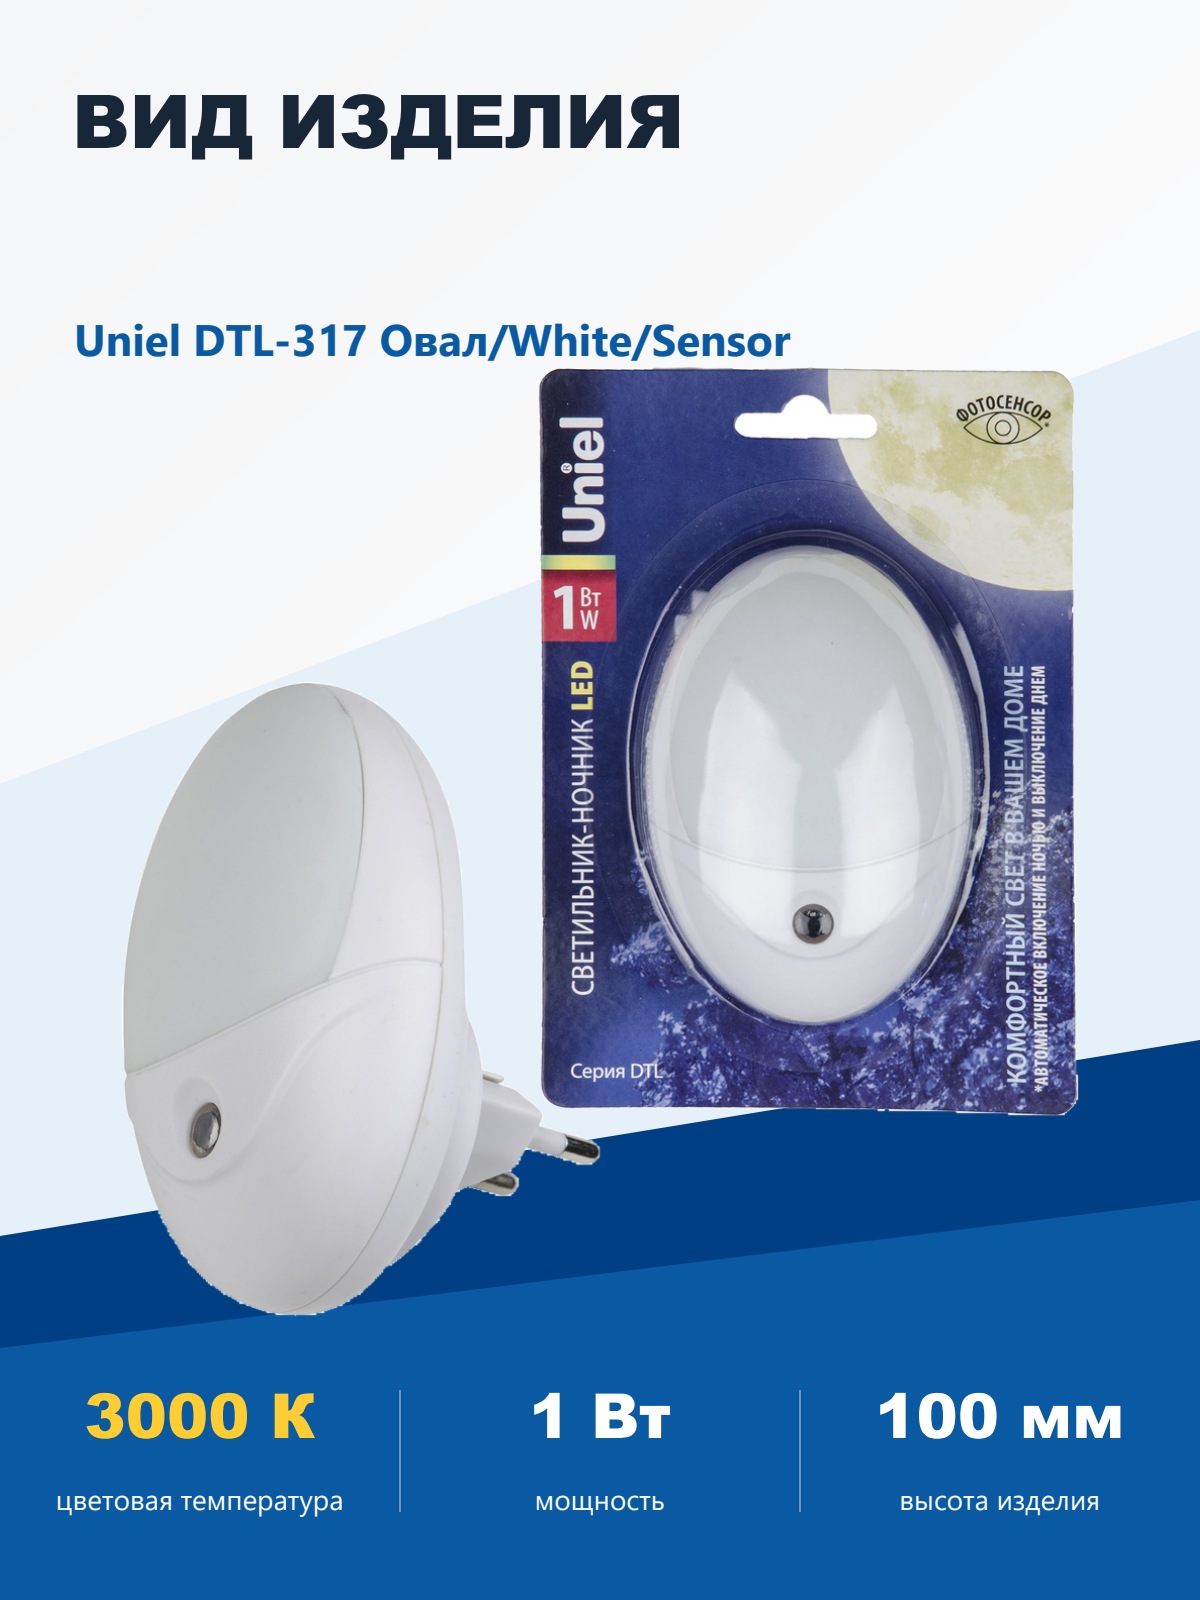 ВИД ИЗДЕЛИЯ
Uniel DTL-317 Овал/White/Sensor
ФОТОСЕНСОР*
Uniel®
1 Вт W
СВЕТИЛЬНИК-НОЧНИК LED
КОМФОРТНЫЙ СВЕТ В ВАШЕМ ДОМЕ
*АВТОМАТИЧЕСКОЕ ВКЛЮЧЕНИЕ НОЧЬЮ И ВЫКЛЮЧЕНИЕ ДНЕМ
Серия DTL
3000 К
цветовая температура
1 Вт
мощность
100 мм
высота изделия